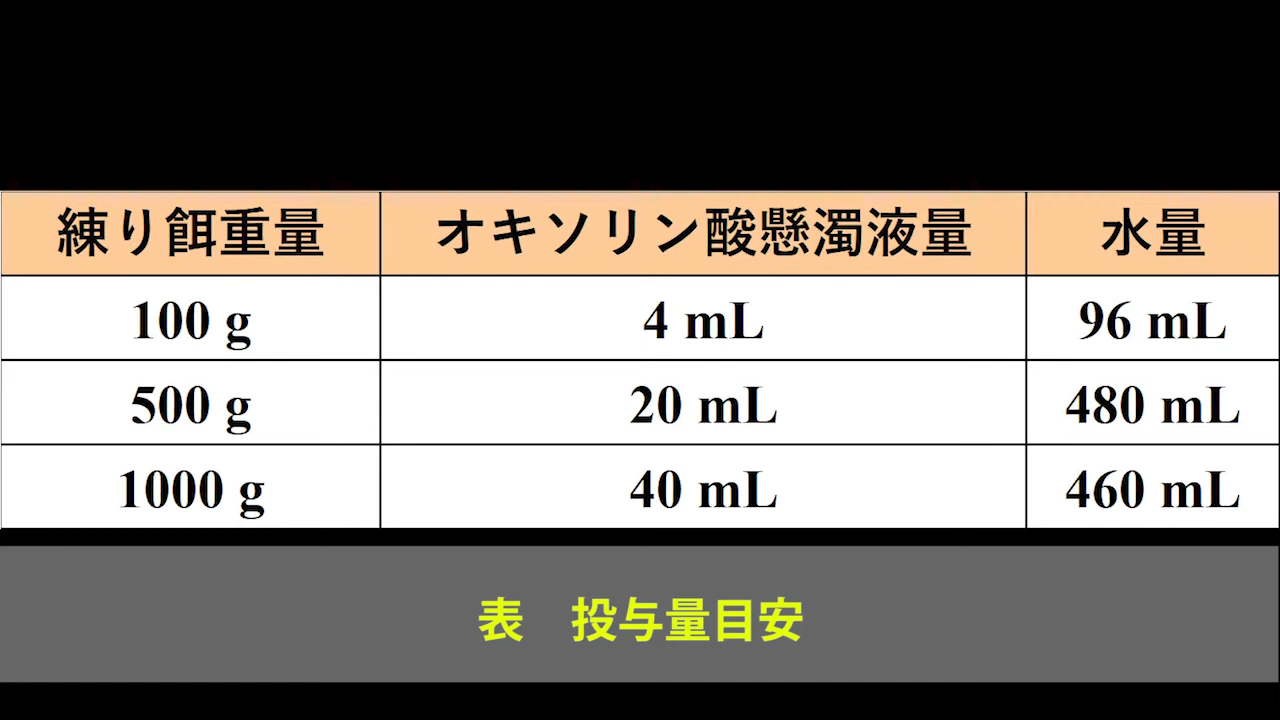 練り餌重量 オキソリン酸懸濁液量 水量
100 g 4 mL 96 mL
500 g 20 mL 480 mL
1000 g 40 mL 460 mL
表　投与量目安